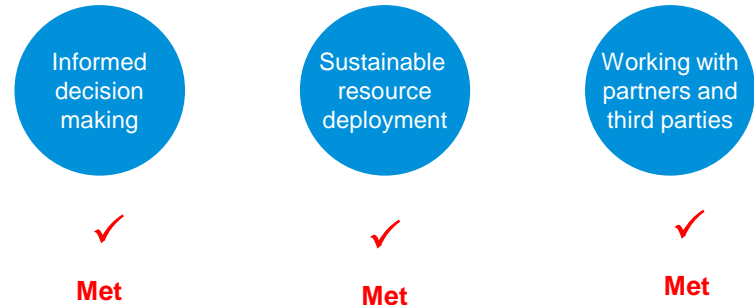 Informed
decision
making
Sustainable
resource
deployment
Working with
partners and
third parties
✓
✓
✓
Met
Met
Met